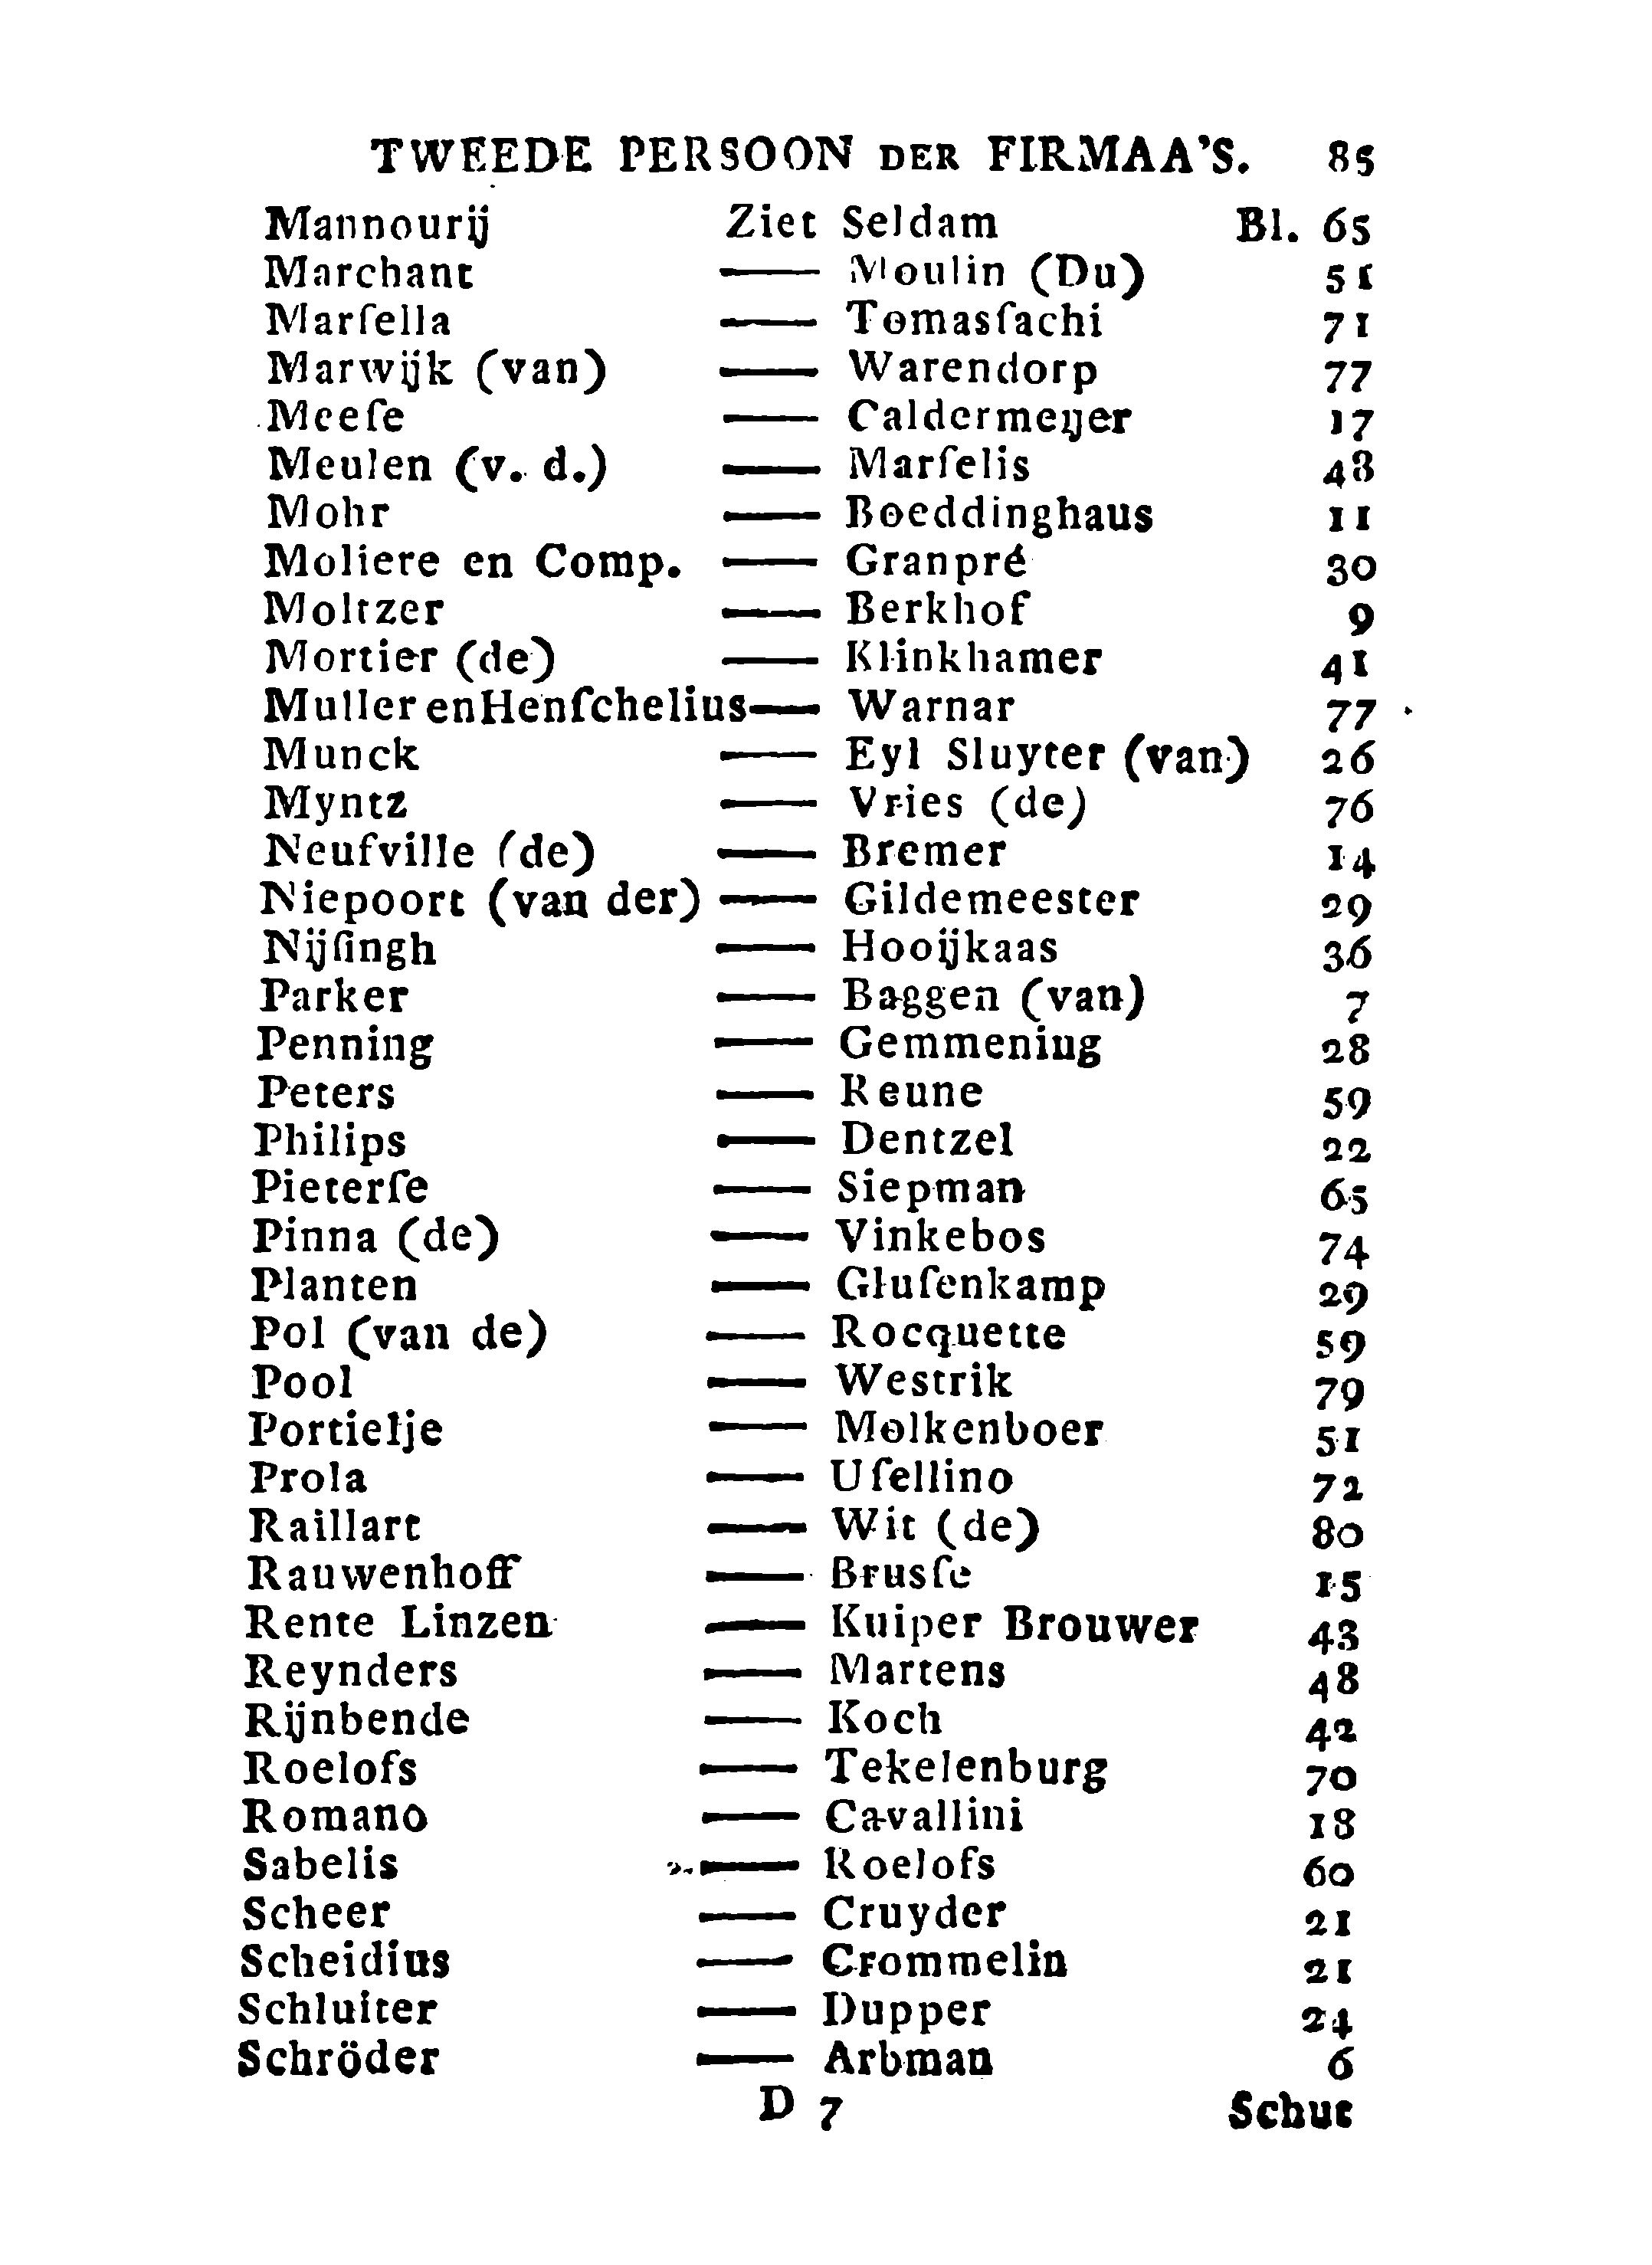 TWEEDE PERSOON DER FIRMAA'S. 85
Mannourij Ziet Seldam Bl. 65
Marchant —— Moulin (Du) 51
Marſella —— Tomasſachi 71
Marwijk (van) —— Warendorp 77
Meeſe —— Caldermeijer 17
Meulen (v. d.) —— Marſelis 48
Mohr —— Boeddinghaus 11
Moliere en Comp. —— Granpré 30
Moltzer —— Berkhof 9
Mortier (de) —— Klinkhamer 41
Muller en Henſchelius —— Warnar 77
Munck —— Eyl Sluyter (van) 26
Myntz —— Vries (de) 76
Neufville (de) —— Bremer 14
Niepoort (van der) —— Gildemeester 29
Nijſingh —— Hooijkaas 36
Parker —— Baggen (van) 7
Penning —— Gemmeniug 28
Peters —— Reune 59
Philips —— Dentzel 22
Pieterſe —— Siepman 65
Pinna (de) —— Vinkebos 74
Planten —— Gluſenkamp 29
Pol (van de) —— Rocquette 59
Pool —— Westrik 79
Portielje —— Molkenboer 51
Prola —— Uſellino 72
Raillart —— Wit (de) 80
Rauwenhoff —— Brusſe 15
Rente Linzen —— Kuiper Brouwer 43
Reynders —— Martens 48
Rijnbende —— Koch 42
Roelofs —— Tekelenburg 70
Romano —— Cavallini 18
Sabelis —— Roelofs 60
Scheer —— Cruyder 21
Scheidius —— Crommelin 21
Schluiter —— Dupper 24
Schröder —— Arbman 6
D 7 Schut